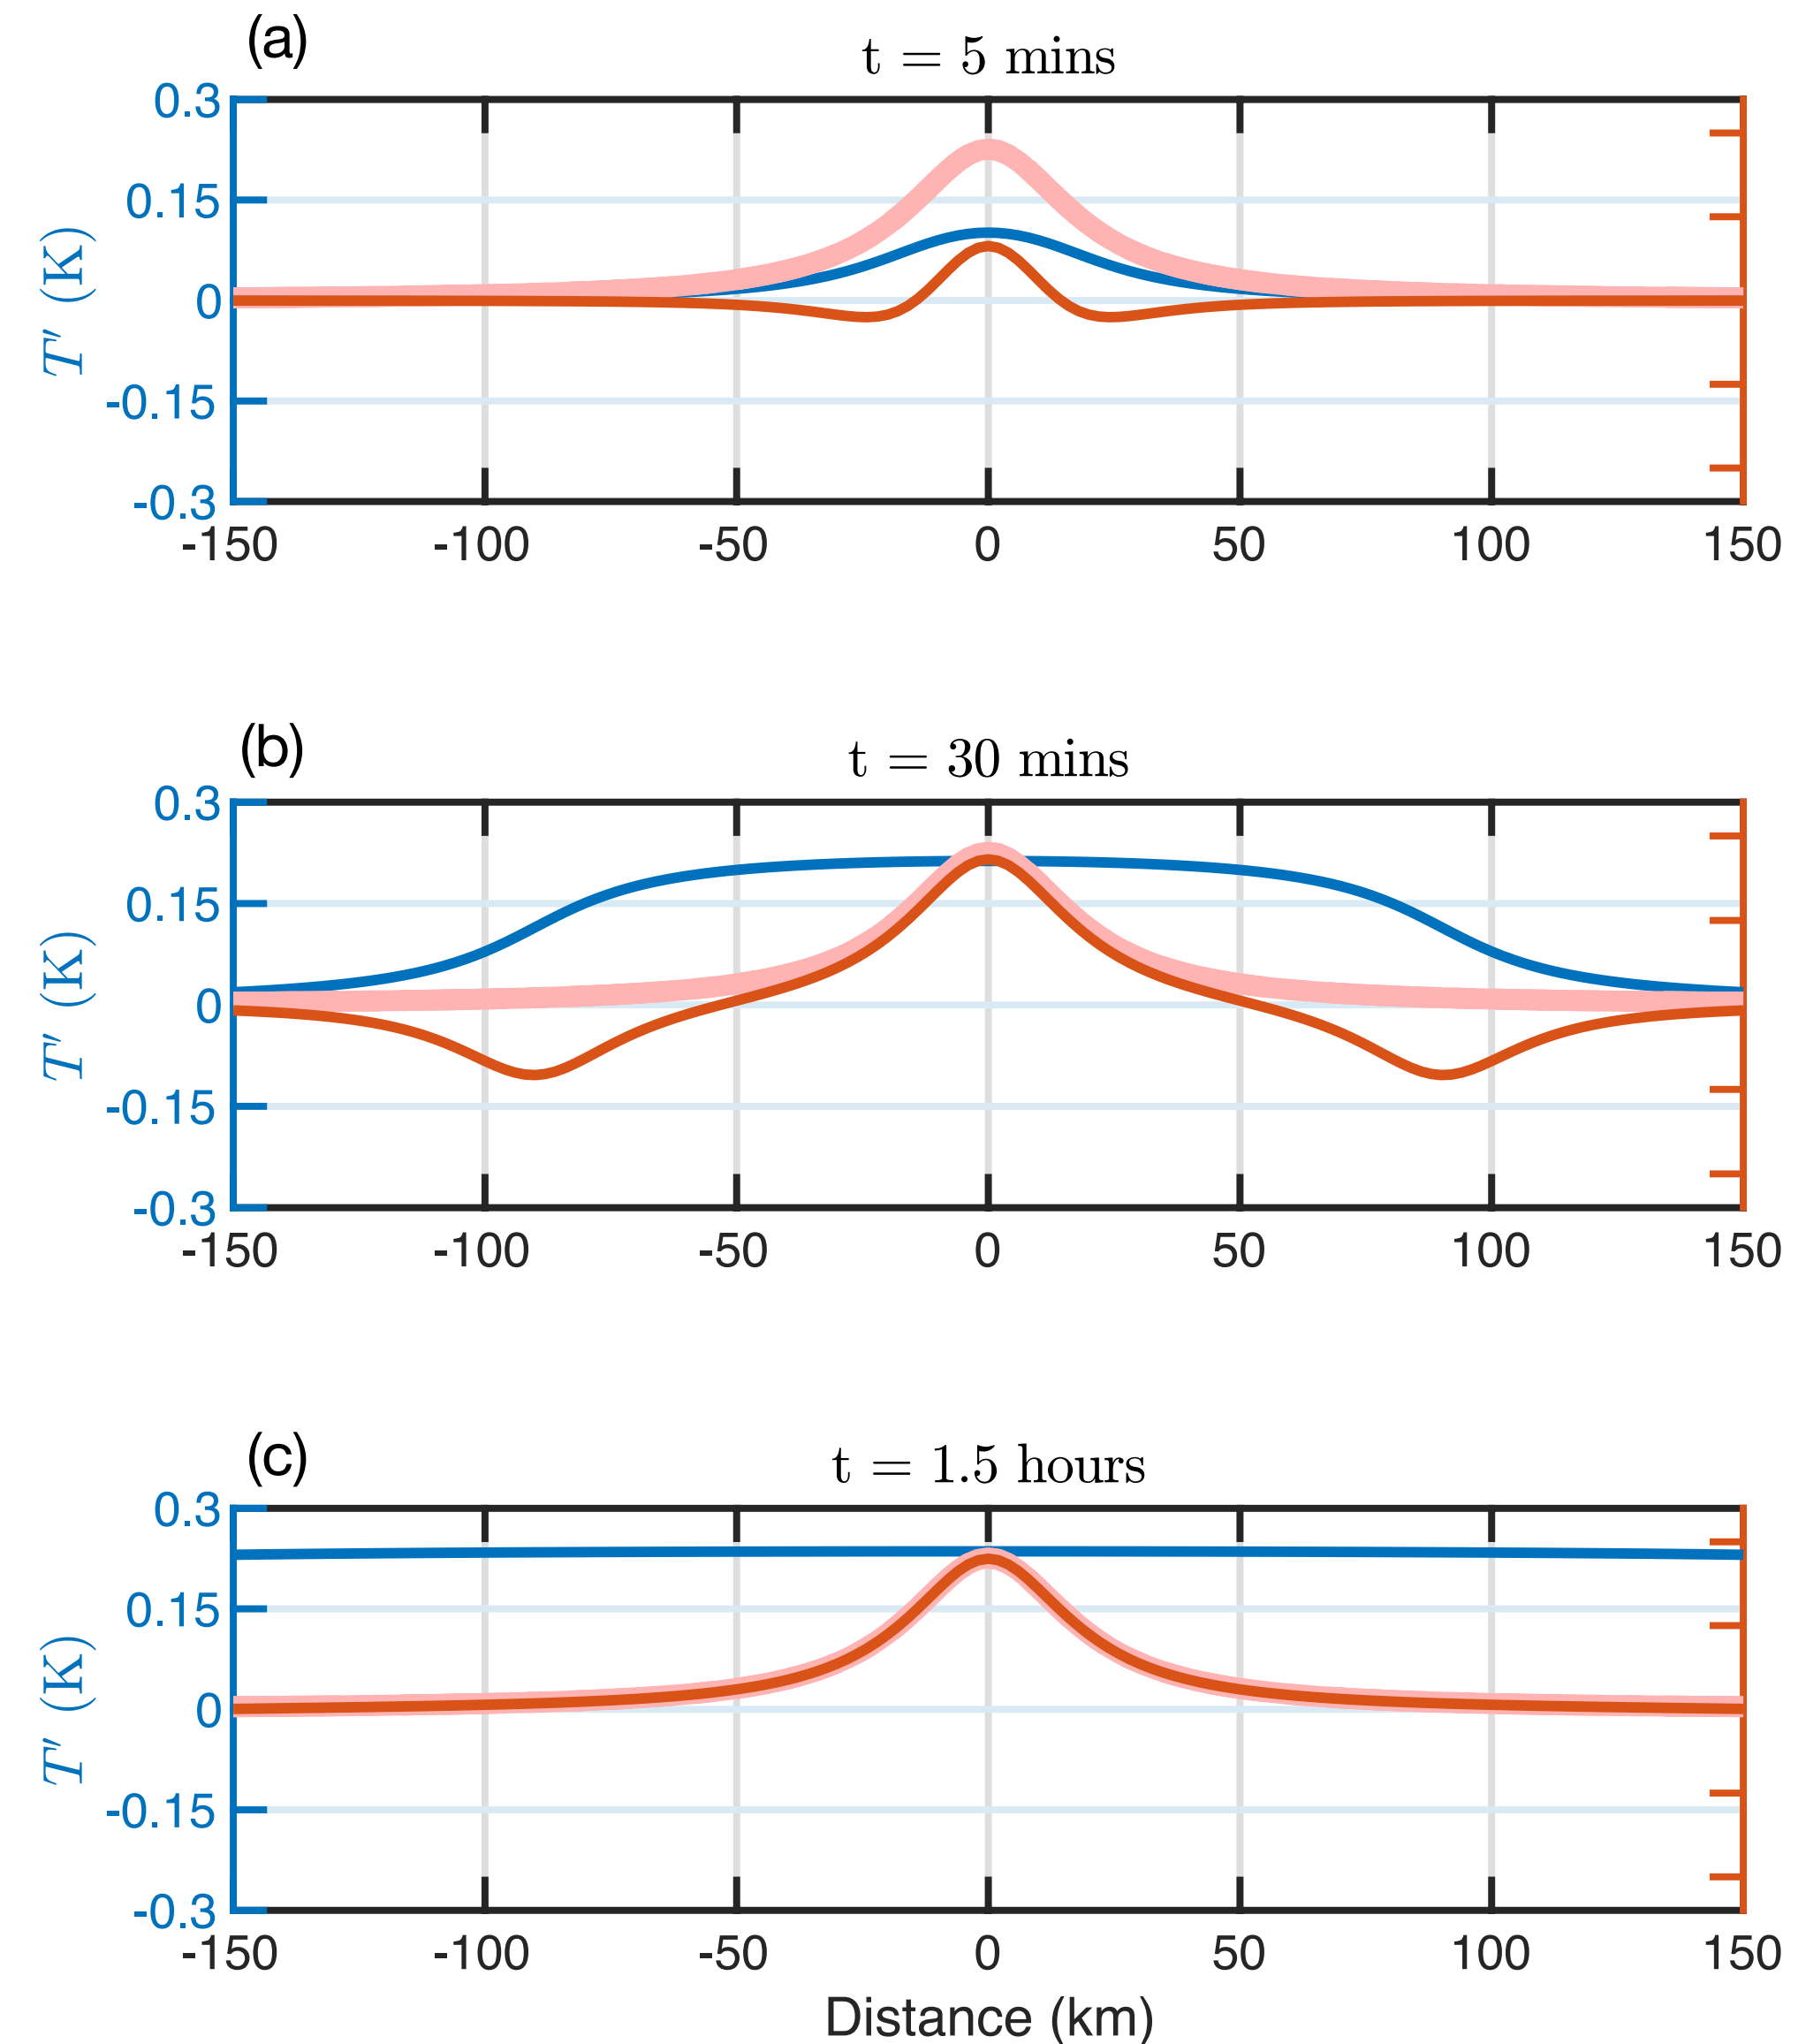 (a)
t = 5 mins
0.3
0.15
0
-0.15
-0.3
T′ (K)
-150 -100 -50 0 50 100 150
(b)
t = 30 mins
0.3
0.15
0
-0.15
-0.3
T′ (K)
-150 -100 -50 0 50 100 150
(c)
t = 1.5 hours
0.3
0.15
0
-0.15
-0.3
T′ (K)
-150 -100 -50 0 50 100 150
Distance (km)